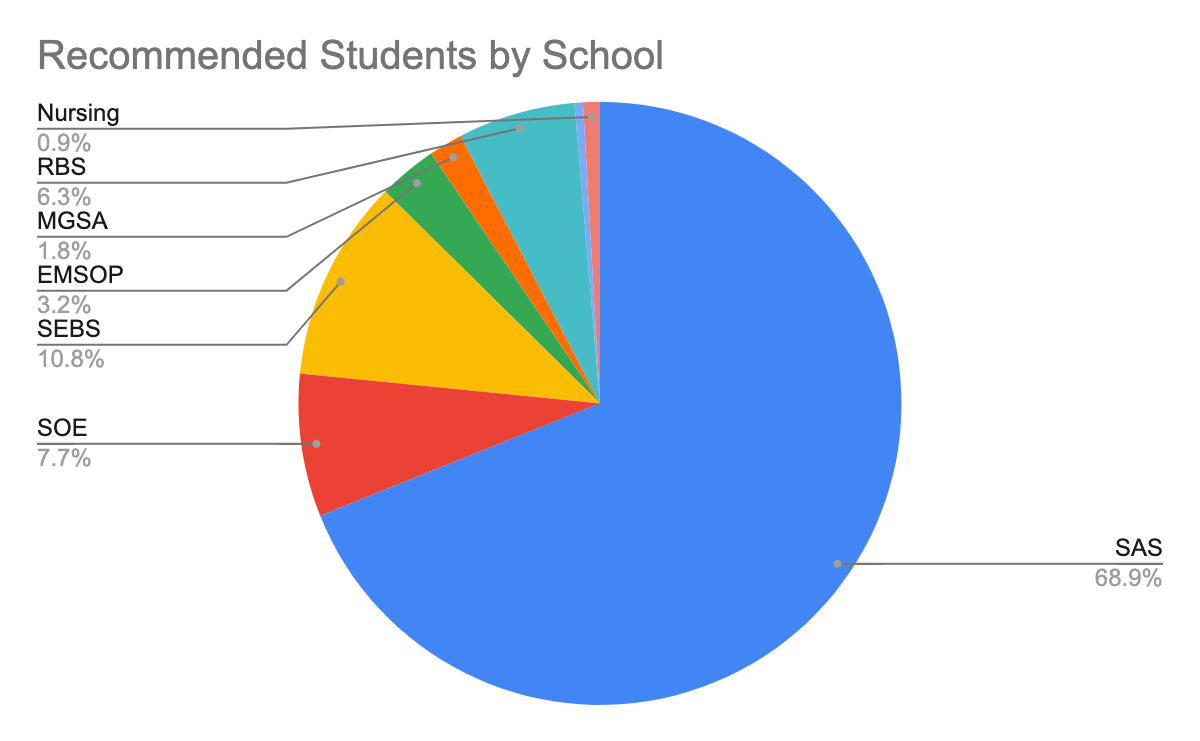 Recommended Students by School
Nursing
0.9%
RBS
6.3%
MGSA
1.8%
EMSOP
3.2%
SEBS
10.8%
SOE
7.7%
SAS
68.9%